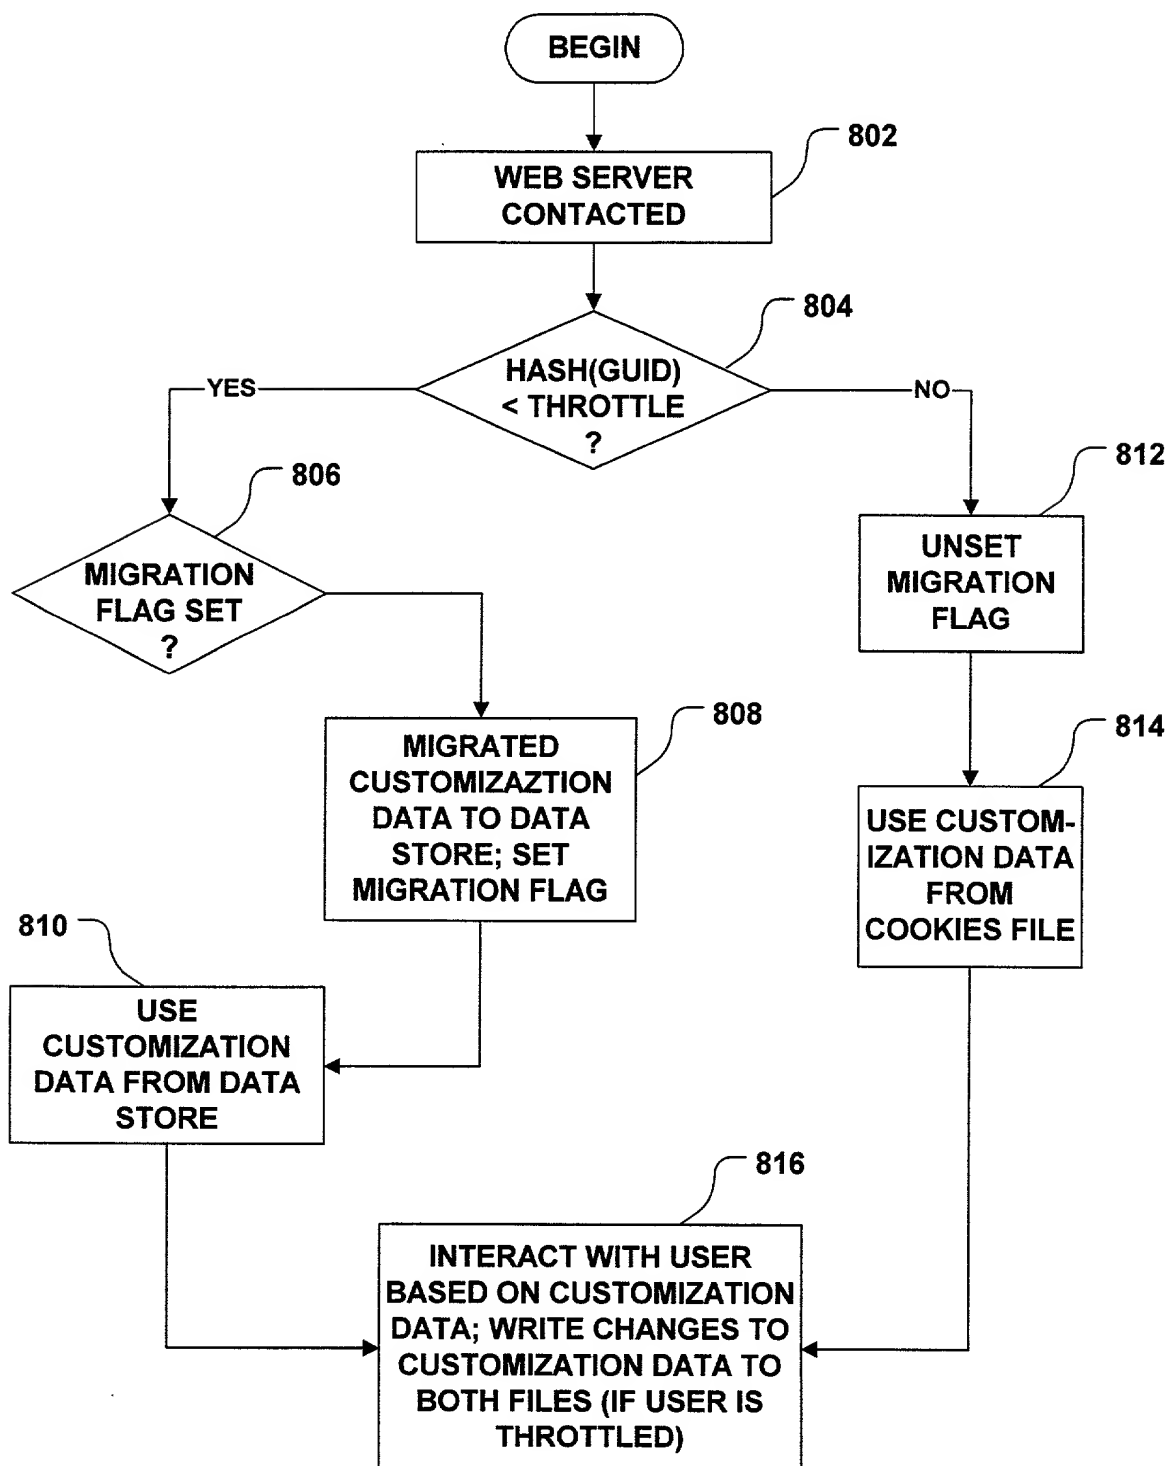 BEGIN
802
WEB SERVER
CONTACTED
804
HASH(GUID)
< THROTTLE
?
YES
NO
806
MIGRATION
FLAG SET
?
812
UNSET
MIGRATION
FLAG
808
MIGRATED
CUSTOMIZAZTION
DATA TO DATA
STORE; SET
MIGRATION FLAG
814
USE CUSTOM-
IZATION DATA
FROM
COOKIES FILE
810
USE
CUSTOMIZATION
DATA FROM DATA
STORE
816
INTERACT WITH USER
BASED ON CUSTOMIZATION
DATA; WRITE CHANGES TO
CUSTOMIZATION DATA TO
BOTH FILES (IF USER IS
THROTTLED)